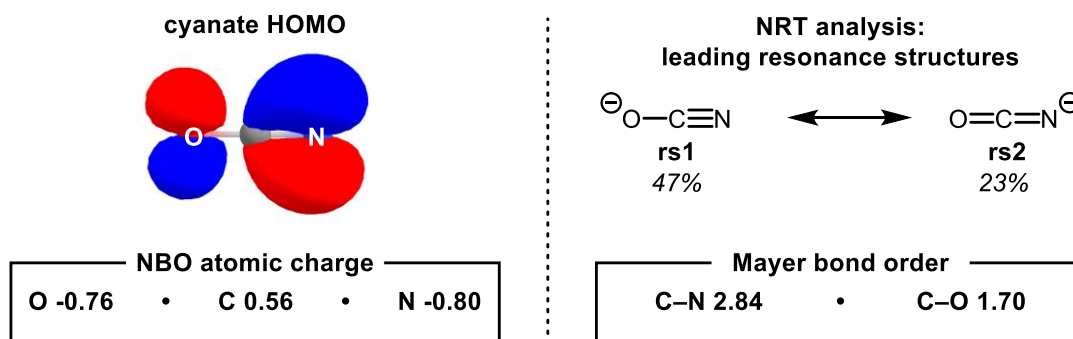 cyanate HOMO
O N
NBO atomic charge
O -0.76 • C 0.56 • N -0.80
NRT analysis:
leading resonance structures
⊖O–C≡N
rs1
47%
O=C=N⊖
rs2
23%
Mayer bond order
C–N 2.84 • C–O 1.70